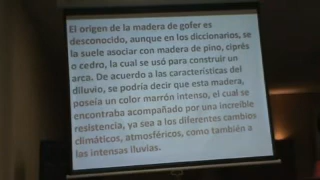 El origen de la madera de gofer es
desconocido, aunque en los diccionarios, se
la suele asociar con madera de pino, ciprés
o cedro, la cual se usó para construir un
arca. De acuerdo a las características del
diluvio, se podría decir que esta madera,
poseía un color marrón intenso, el cual se
encontraba acompañado por una increíble
resistencia, ya sea a los diferentes cambios
climáticos, atmosféricos, como también a
las intensas lluvias.